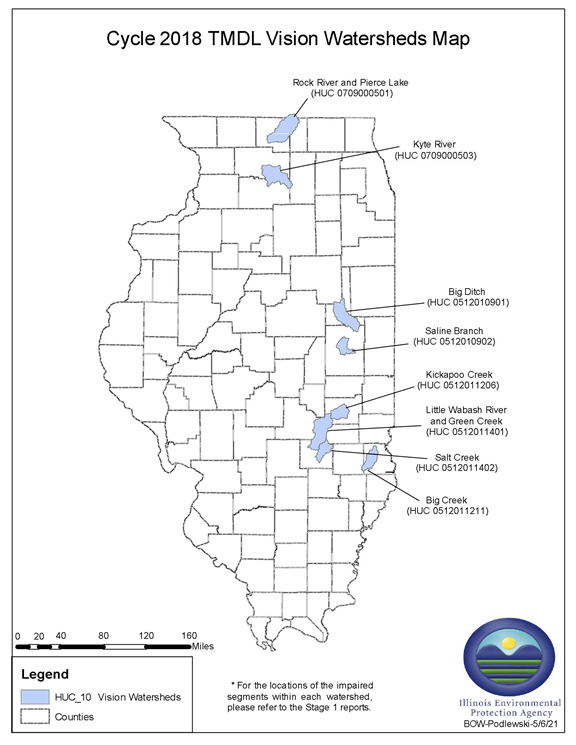 Cycle 2018 TMDL Vision Watersheds Map
Rock River and Pierce Lake
(HUC 0709000501)
Kyte River
(HUC 0709000503)
Big Ditch
(HUC 0512010901)
Saline Branch
(HUC 0512010902)
Kickapoo Creek
(HUC 0512011206)
Little Wabash River
and Green Creek
(HUC 0512011401)
Salt Creek
(HUC 0512011402)
Big Creek
(HUC 0512011211)
0 20 40 80 120 160
Miles
Legend
HUC_10 Vision Watersheds
Counties
* For the locations of the impaired
segments within each watershed,
please refer to the Stage 1 reports.
Illinois Environmental
Protection Agency
BOW-Podlewski-5/6/21